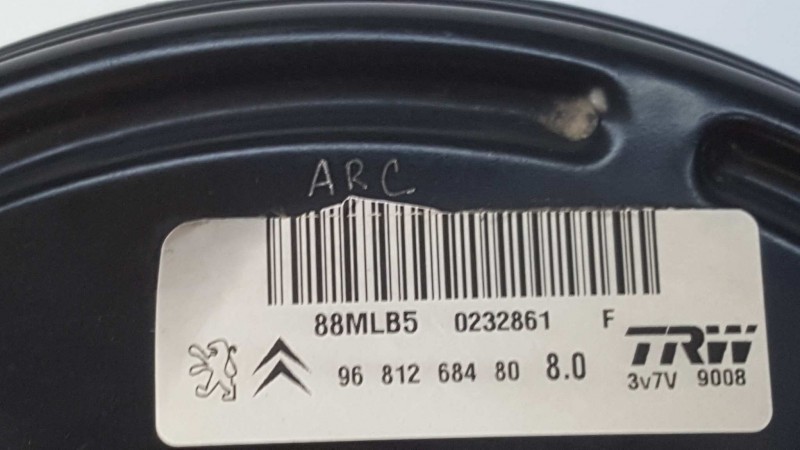 ARC
88MLB5 0232861 F
96 812 684 80 8.0
TRW
3v7V 9008